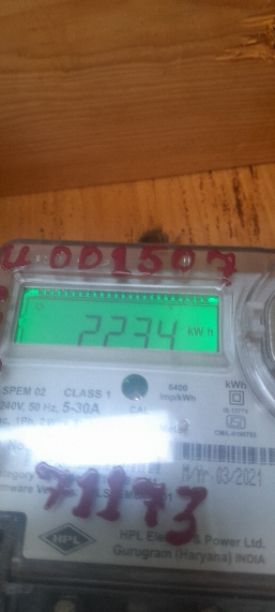 U001507
2234 kWh
SPEM 02 CLASS 1 6400 imp/kWh kWh
240V, 50 Hz, 5-30A CAL
M/Yr.-03/2021
71173
HPL
HPL Electric & Power Ltd.
Gurugram (Haryana) INDIA